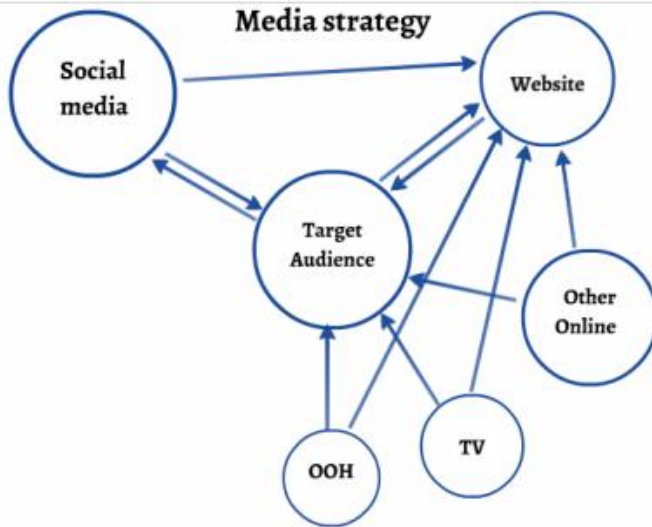 Media strategy
Social
media
Website
Target
Audience
Other
Online
TV
OOH